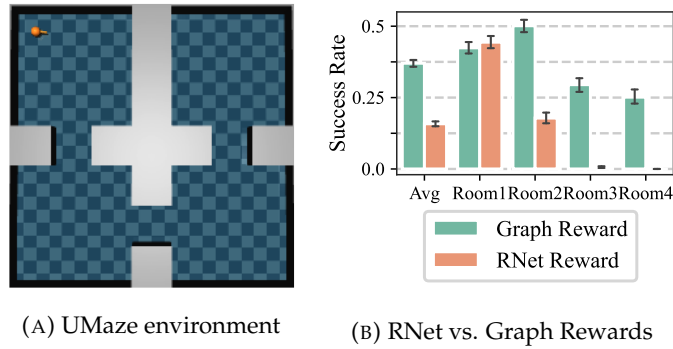 0.5
0.25
0.0
Success Rate
Avg Room1 Room2 Room3 Room4
Graph Reward
RNet Reward
(A) UMaze environment
(B) RNet vs. Graph Rewards